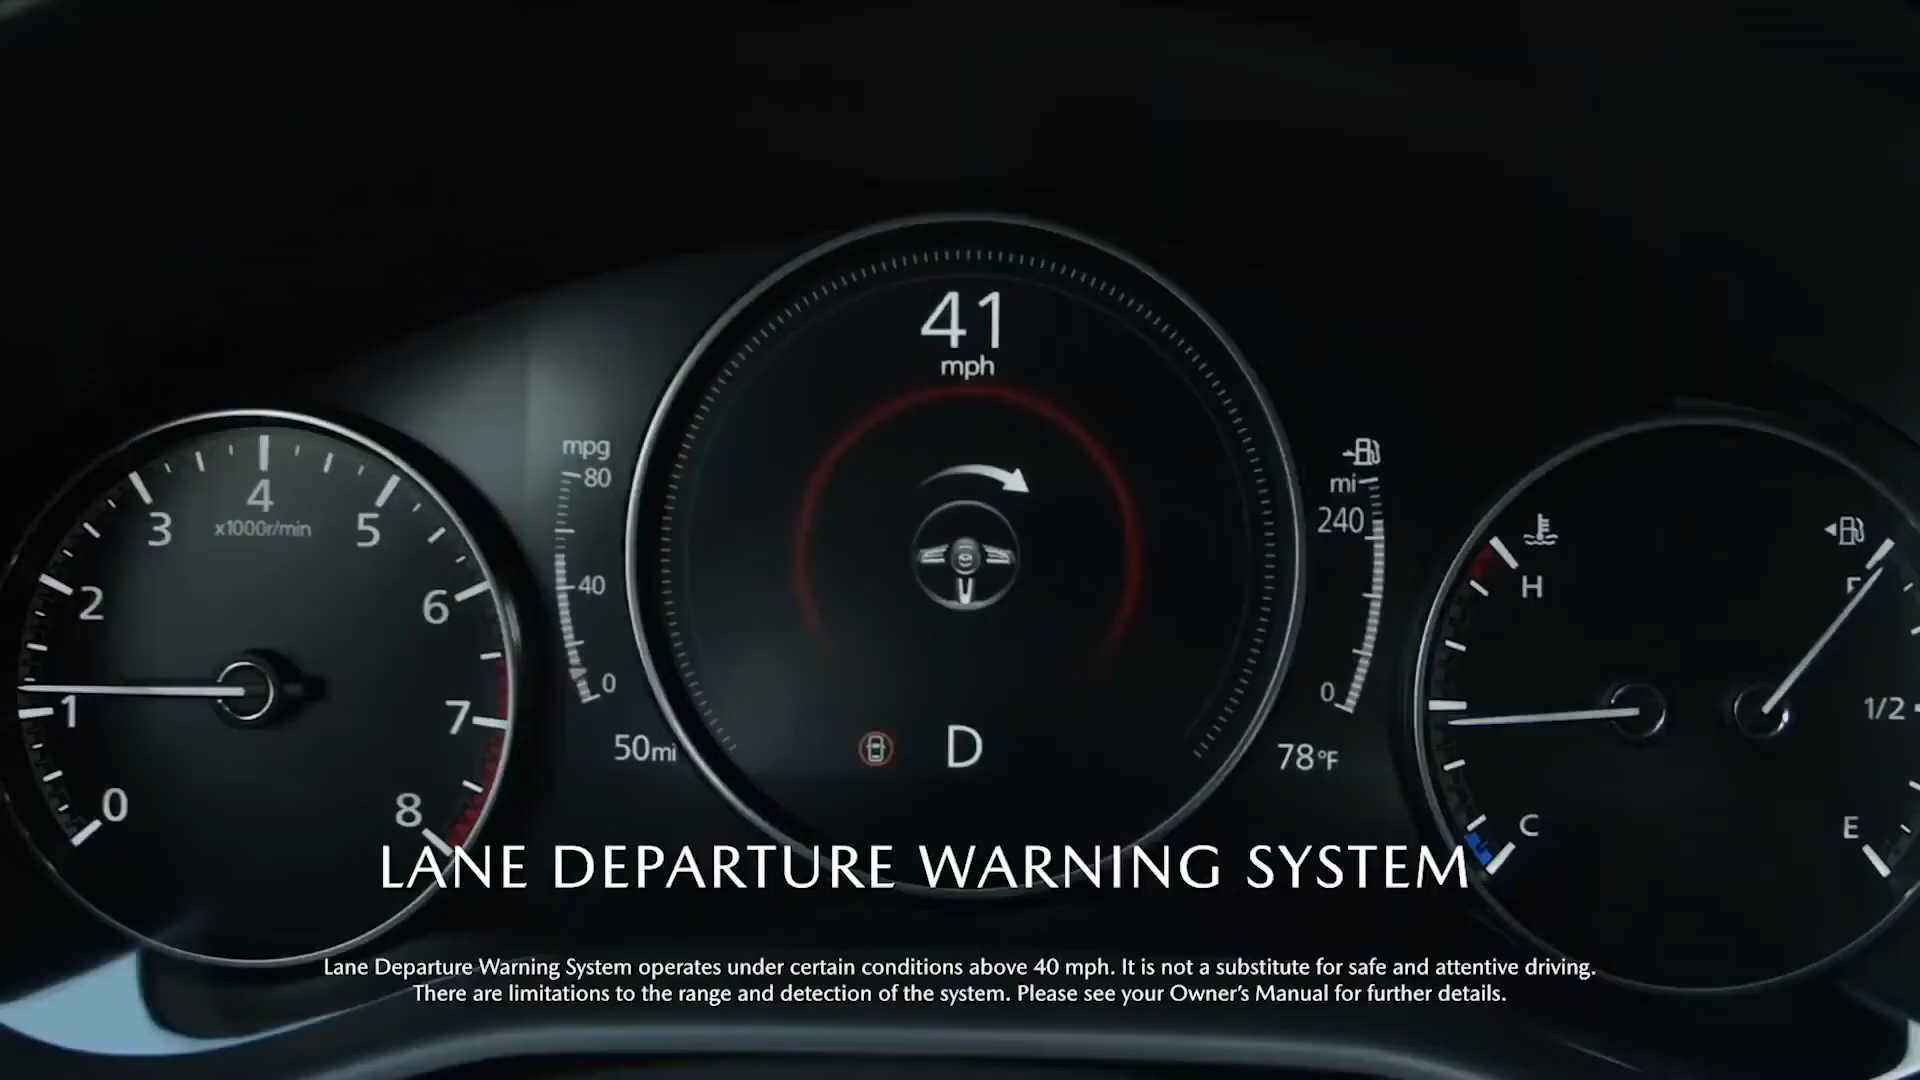 41
mph
mpg
80
40
0
50mi
mi
240
0
78°F
4
x1000r/min
3
5
2
6
1
7
0
8
D
H
F
1/2
C
E
LANE DEPARTURE WARNING SYSTEM
Lane Departure Warning System operates under certain conditions above 40 mph. It is not a substitute for safe and attentive driving.
There are limitations to the range and detection of the system. Please see your Owner's Manual for further details.